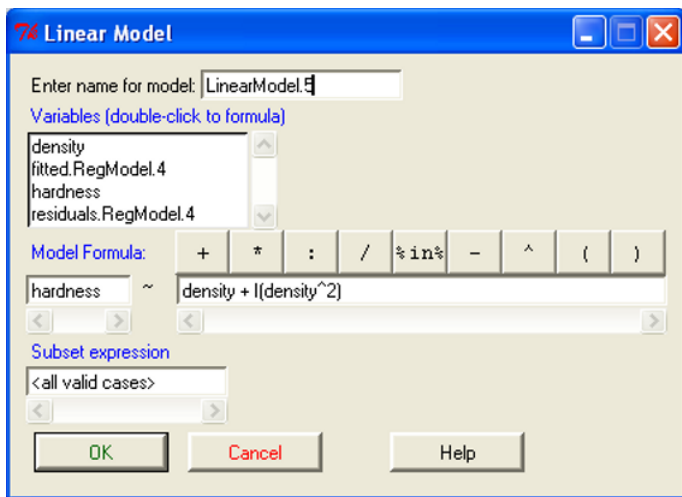 Linear Model
Enter name for model: LinearModel.5
Variables (double-click to formula)
density
fitted.RegModel.4
hardness
residuals.RegModel.4
Model Formula: + * : / %in% - ^ ( )
hardness ~ density + I(density^2)
Subset expression
<all valid cases>
OK Cancel Help